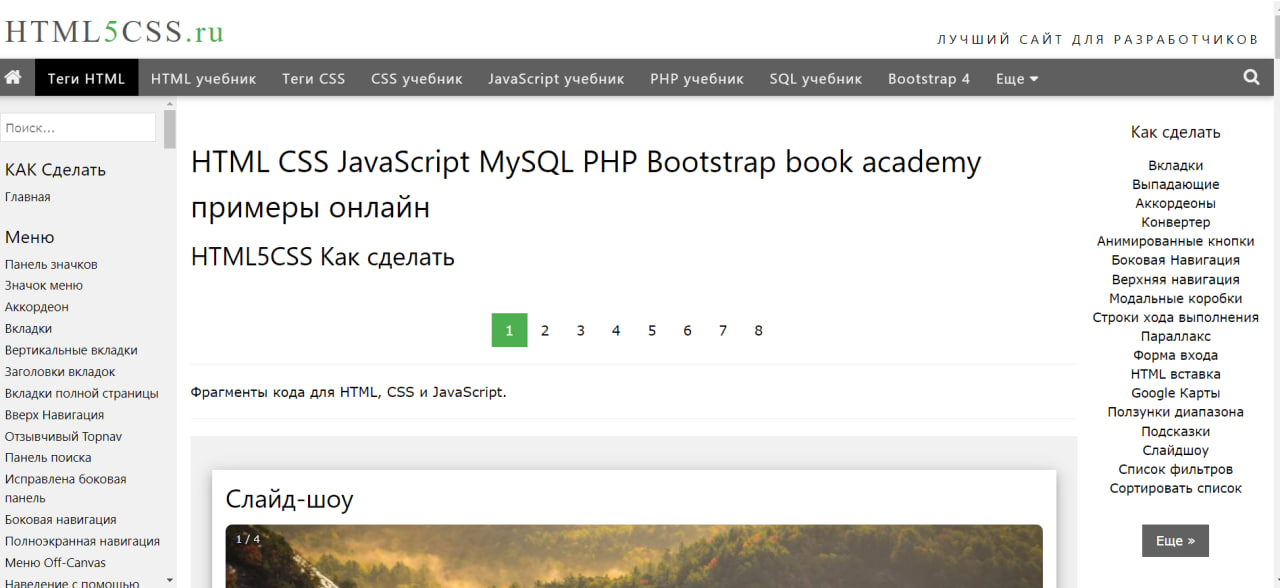 HTML5CSS.ru
ЛУЧШИЙ САЙТ ДЛЯ РАЗРАБОТЧИКОВ
Теги HTML HTML учебник Теги CSS CSS учебник JavaScript учебник PHP учебник SQL учебник Bootstrap 4 Еще
Поиск...
КАК Сделать
Главная
Меню
Панель значков
Значок меню
Аккордеон
Вкладки
Вертикальные вкладки
Заголовки вкладок
Вкладки полной страницы
Вверх Навигация
Отзывчивый Topnav
Панель поиска
Исправлена боковая
панель
Боковая навигация
Полноэкранная навигация
Меню Off-Canvas
Наведение с помощью
HTML CSS JavaScript MySQL PHP Bootstrap book academy
примеры онлайн
HTML5CSS Как сделать
1 2 3 4 5 6 7 8
Фрагменты кода для HTML, CSS и JavaScript.
Слайд-шоу
1 / 4
Как сделать
Вкладки
Выпадающие
Аккордеоны
Конвертер
Анимированные кнопки
Боковая Навигация
Верхняя навигация
Модальные коробки
Строки хода выполнения
Параллакс
Форма входа
HTML вставка
Google Карты
Ползунки диапазона
Подсказки
Слайдшоу
Список фильтров
Сортировать список
Еще »